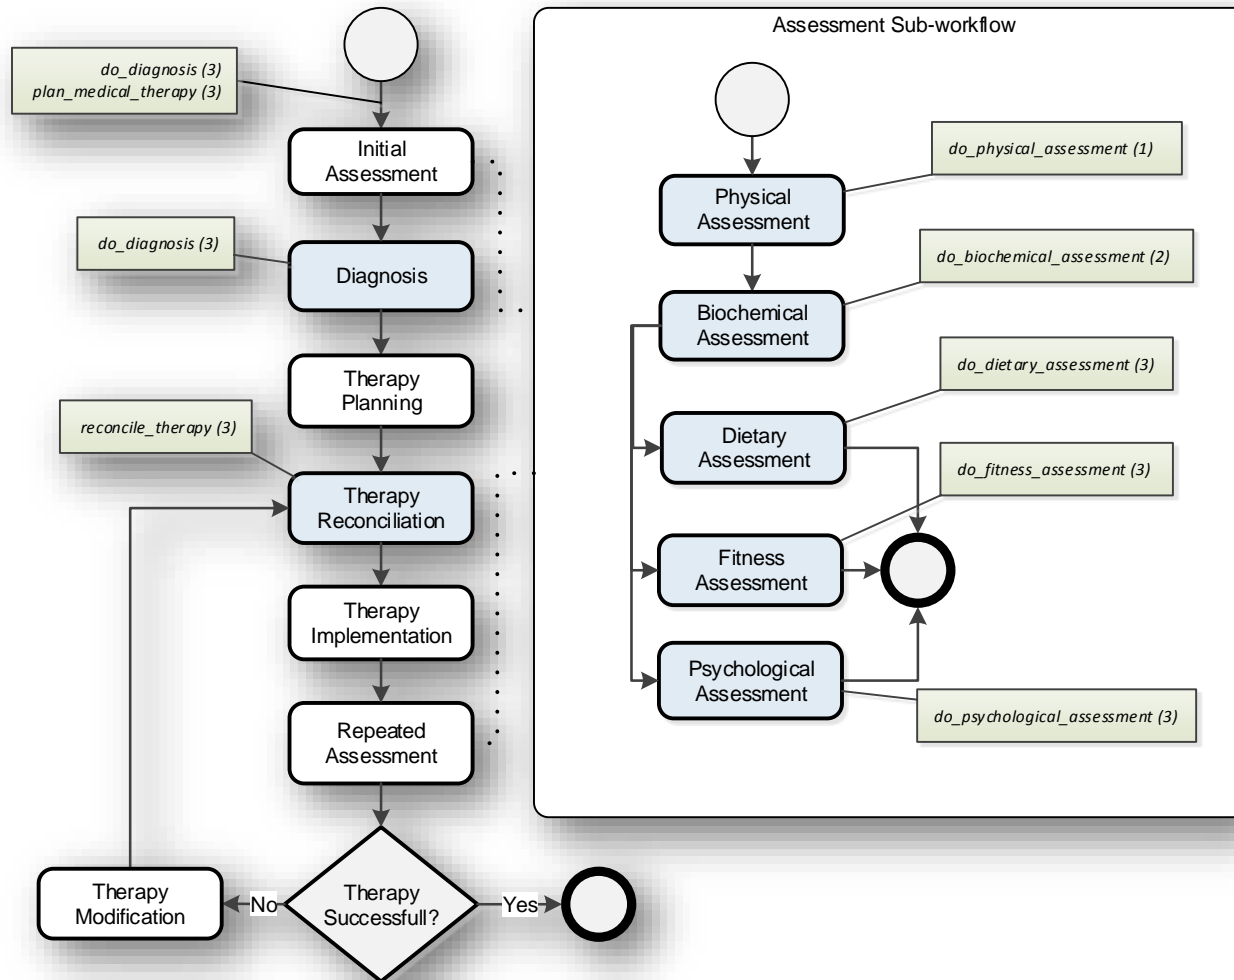 do_diagnosis (3)
plan_medical_therapy (3)
Initial
Assessment
do_diagnosis (3)
Diagnosis
Therapy
Planning
reconcile_therapy (3)
Therapy
Reconciliation
Therapy
Implementation
Repeated
Assessment
Therapy
Successfull?
No
Yes
Therapy
Modification
Assessment Sub-workflow
Physical
Assessment
do_physical_assessment (1)
Biochemical
Assessment
do_biochemical_assessment (2)
Dietary
Assessment
do_dietary_assessment (3)
Fitness
Assessment
do_fitness_assessment (3)
Psychological
Assessment
do_psychological_assessment (3)